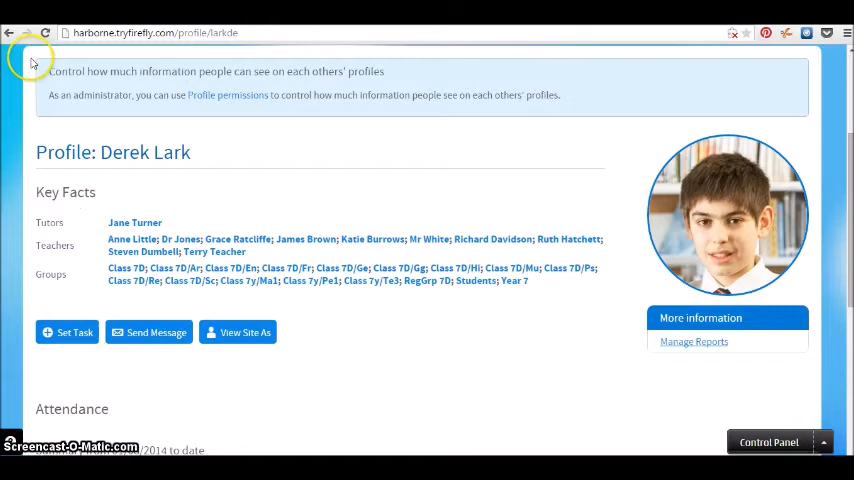 harborne.tryfirefly.com/profile/larkde
Control how much information people can see on each others' profiles
As an administrator, you can use Profile permissions to control how much information people see on each others' profiles.
Profile: Derek Lark
Key Facts
Tutors Jane Turner
Teachers Anne Little; Dr Jones; Grace Ratcliffe; James Brown; Katie Burrows; Mr White; Richard Davidson; Ruth Hatchett;
Steven Dumbell; Terry Teacher
Groups Class 7D; Class 7D/Ar; Class 7D/En; Class 7D/Fr; Class 7D/Ge; Class 7D/Gg; Class 7D/Hi; Class 7D/Mu; Class 7D/Ps;
Class 7D/Re; Class 7D/Sc; Class 7y/Ma1; Class 7y/Pe1; Class 7y/Te3; RegGrp 7D; Students; Year 7
Set Task
Send Message
View Site As
More information
Manage Reports
Attendance
Screencast-O-Matic.com
/2014 to date
Control Panel